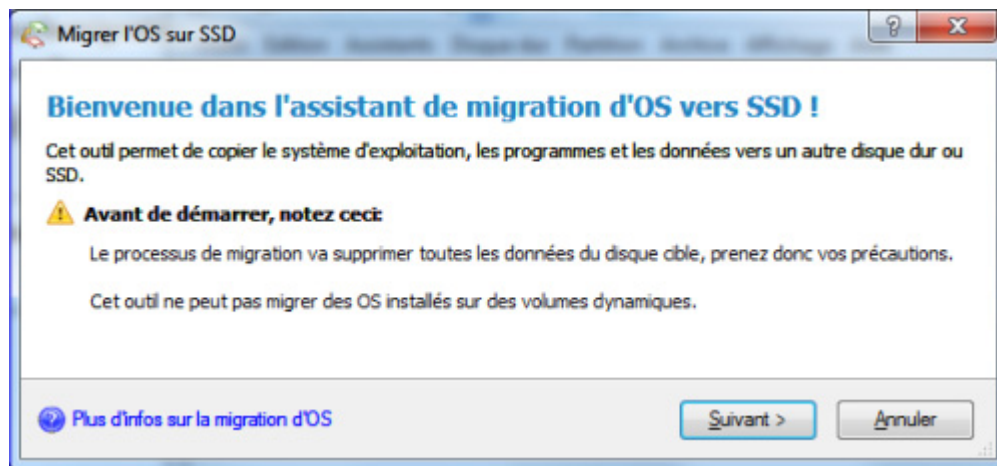 Migrer l'OS sur SSD
?
Bienvenue dans l'assistant de migration d'OS vers SSD !
Cet outil permet de copier le système d'exploitation, les programmes et les données vers un autre disque dur ou
SSD.
Avant de démarrer, notez ceci:
Le processus de migration va supprimer toutes les données du disque cible, prenez donc vos précautions.
Cet outil ne peut pas migrer des OS installés sur des volumes dynamiques.
Plus d'infos sur la migration d'OS
Suivant >
Annuler